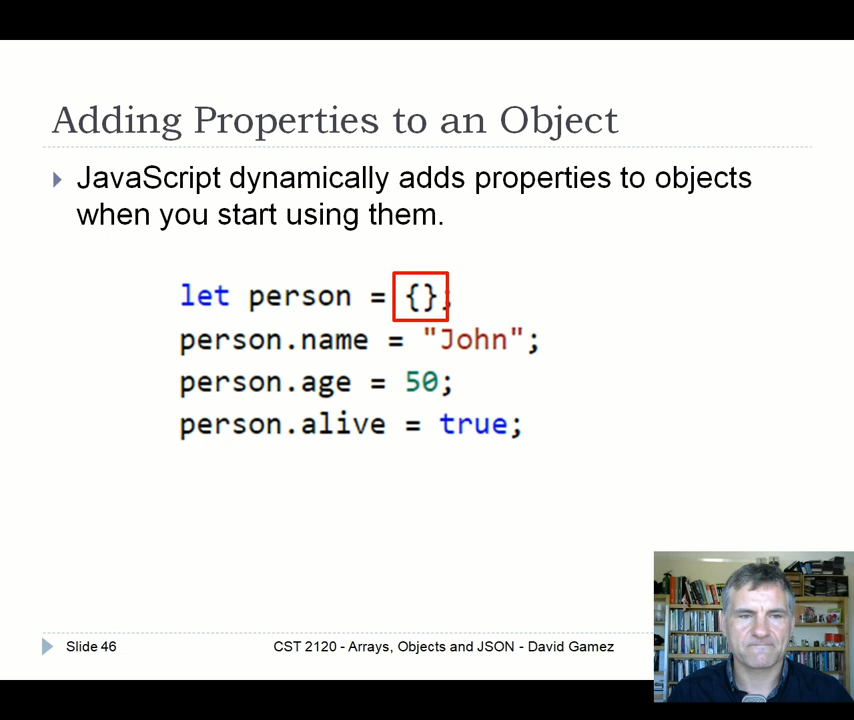 Adding Properties to an Object
JavaScript dynamically adds properties to objects
when you start using them.
let person = {};
person.name = "John";
person.age = 50;
person.alive = true;
Slide 46
CST 2120 - Arrays, Objects and JSON - David Gamez